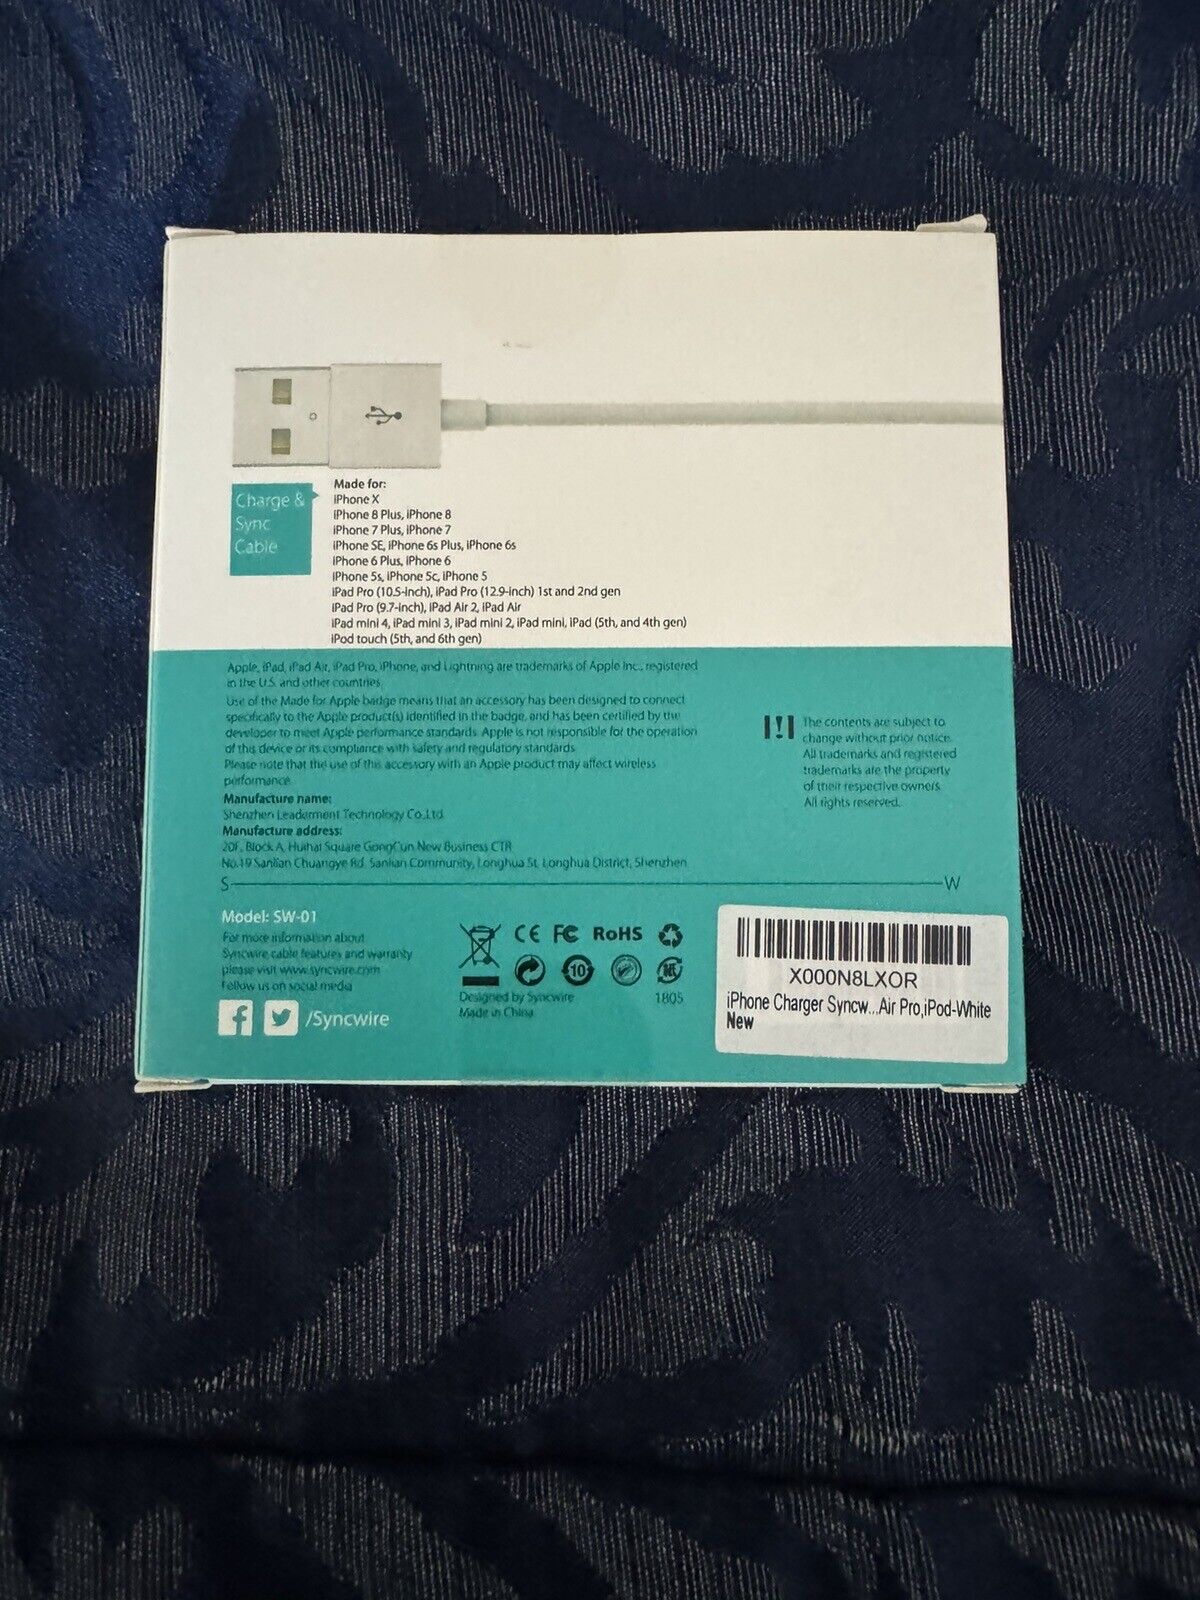 Charge &
Sync
Cable
Made for:
iPhone X
iPhone 8 Plus, iPhone 8
iPhone 7 Plus, iPhone 7
iPhone SE, iPhone 6s Plus, iPhone 6s
iPhone 6 Plus, iPhone 6
iPhone 5s, iPhone 5c, iPhone 5
iPad Pro (10.5-inch), iPad Pro (12.9-inch) 1st and 2nd gen
iPad Pro (9.7-inch), iPad Air 2, iPad Air
iPad mini 4, iPad mini 3, iPad mini 2, iPad mini, iPad (5th, and 4th gen)
iPod touch (5th, and 6th gen)
Apple, iPad, iPad Air, iPad Pro, iPhone, and Lightning are trademarks of Apple Inc., registered
in the U.S. and other countries.
Use of the Made for Apple badge means that an accessory has been designed to connect
specifically to the Apple product(s) identified in the badge, and has been certified by the
developer to meet Apple performance standards. Apple is not responsible for the operation
of this device or its compliance with safety and regulatory standards.
Please note that the use of this accessory with an Apple product may affect wireless
performance.
The contents are subject to
change without prior notice.
All trademarks and registered
trademarks are the property
of their respective owners.
All rights reserved.
Manufacture name:
Shenzhen Leaderment Technology Co.,Ltd.
Manufacture address:
20F, Block A, Huihai Square GongCun New Business CTR
No.19 Sanlian Chuangye Rd. Sanlian Community, Longhua St. Longhua District, Shenzhen
S W
Model: SW-01
For more information about
Syncwire cable features and warranty
please visit www.syncwire.com
Follow us on social media
/Syncwire
CE FC RoHS
10
Designed by Syncwire 1805
Made in China
X000N8LXOR
iPhone Charger Syncw...Air Pro,iPod-White
New